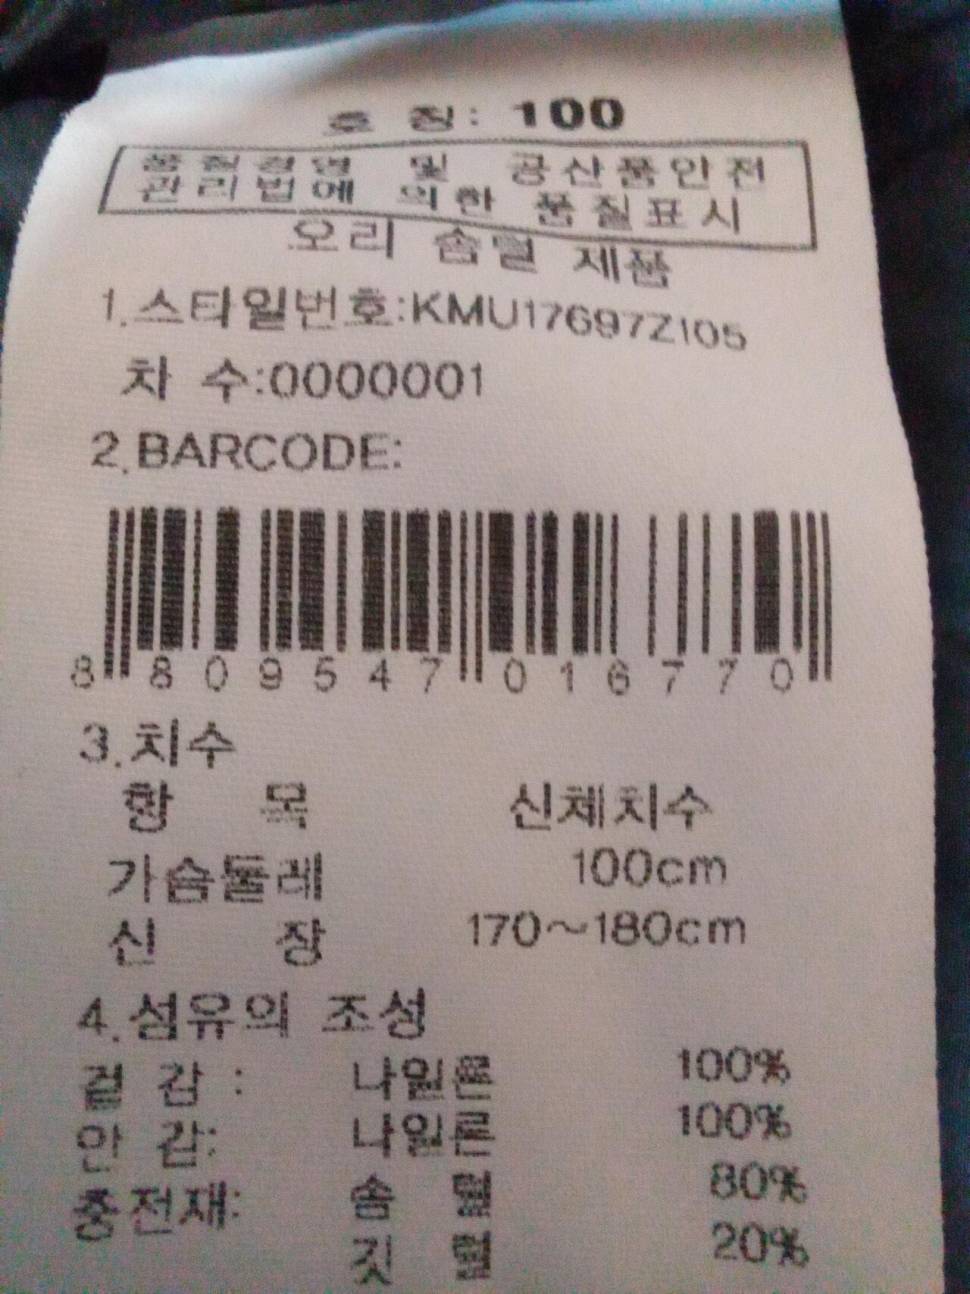 호 칭: 100
품질경영 및 공산품안전
관리법에 의한 품질표시
오리 솜털 제품
1.스타일번호:KMU17697Z105
차 수:0000001
2.BARCODE:
8 809547 016770
3.치수
항 목 신체치수
가슴둘레 100cm
신 장 170~180cm
4.섬유의 조성
겉 감 : 나일론 100%
안 감: 나일론 100%
충전재: 솜 털 80%
깃 털 20%